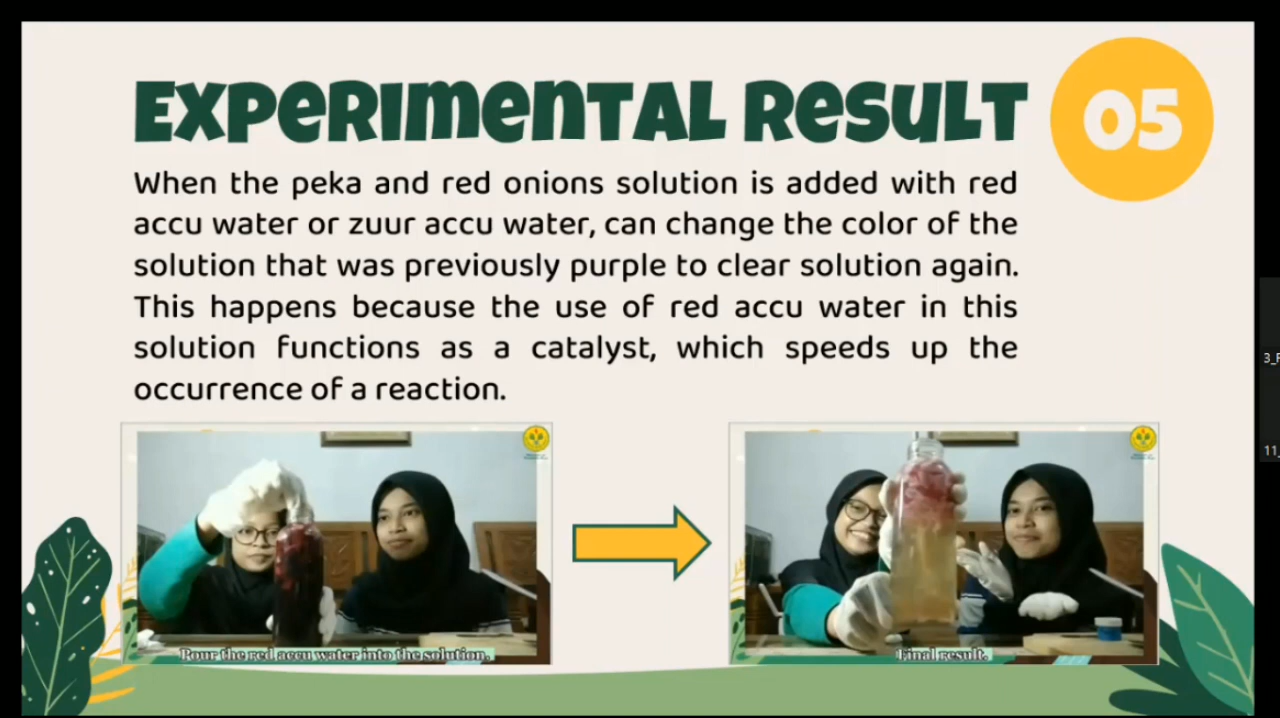 Experimental Result
05
When the peka and red onions solution is added with red
accu water or zuur accu water, can change the color of the
solution that was previously purple to clear solution again.
This happens because the use of red accu water in this
solution functions as a catalyst, which speeds up the
occurrence of a reaction.
Pour the red accu water into the solution.
Final result.